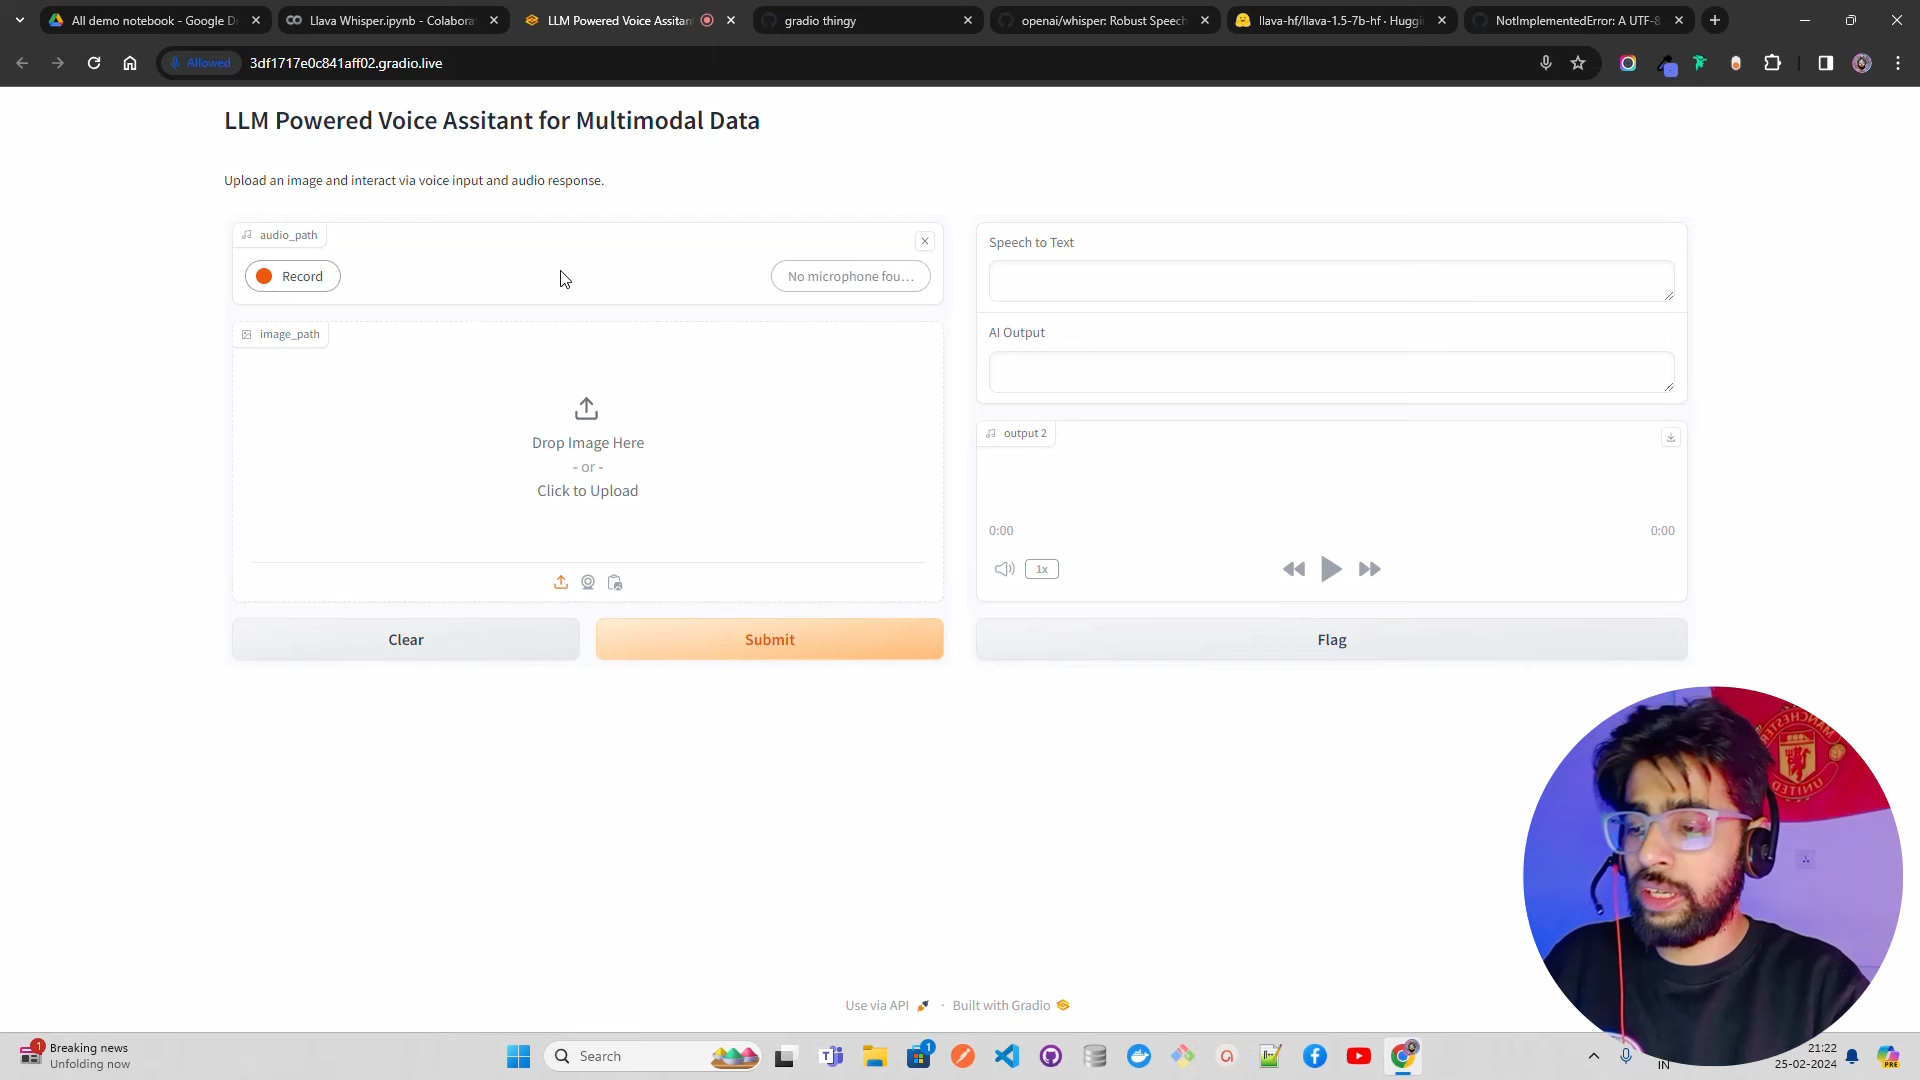 All demo notebook - Google D
Llava Whisper.ipynb - Colabora
LLM Powered Voice Assitan
gradio thingy
openai/whisper: Robust Speech
llava-hf/llava-1.5-7b-hf · Huggi
NotImplementedError: A UTF-8
Allowed
3df1717e0c841aff02.gradio.live
LLM Powered Voice Assitant for Multimodal Data
Upload an image and interact via voice input and audio response.
audio_path
Record
No microphone fou...
image_path
Drop Image Here
- or -
Click to Upload
Clear
Submit
Speech to Text
AI Output
output 2
0:00
0:00
1x
Flag
MANCHESTER
UNITED
Use via API
·
Built with Gradio
1
Breaking news
Unfolding now
Search
1
IN
21:22
25-02-2024
PRE